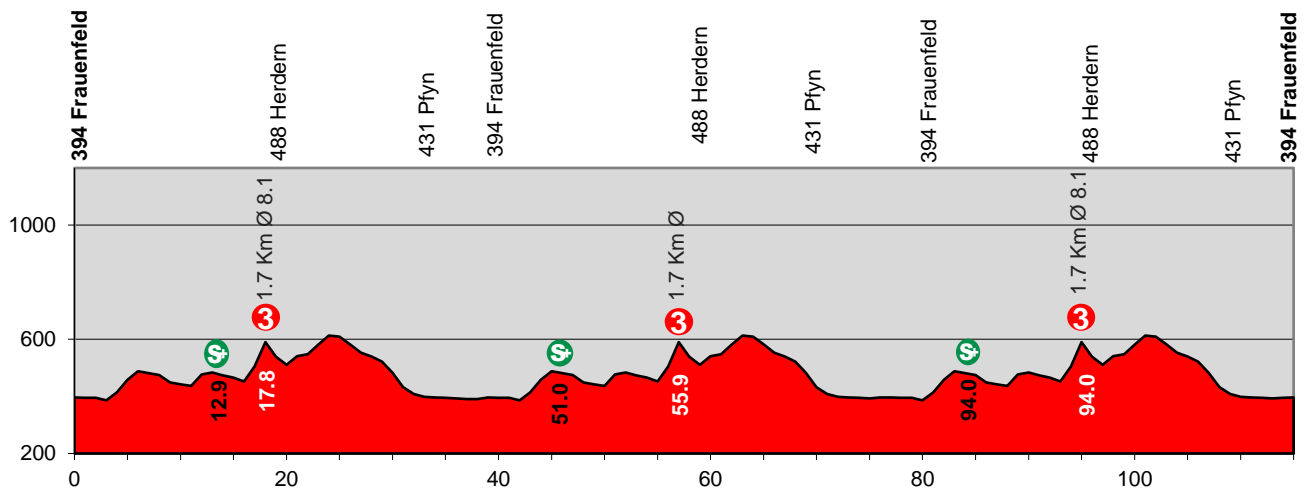 394 Frauenfeld
488 Herdern
431 Pfyn
394 Frauenfeld
488 Herdern
431 Pfyn
394 Frauenfeld
488 Herdern
431 Pfyn
394 Frauenfeld
1.7 Km Ø 8.1
1.7 Km Ø
1.7 Km Ø 8.1
1000
600
200
3
3
3
S+
S+
S+
12.9
17.8
51.0
55.9
94.0
94.0
0
20
40
60
80
100